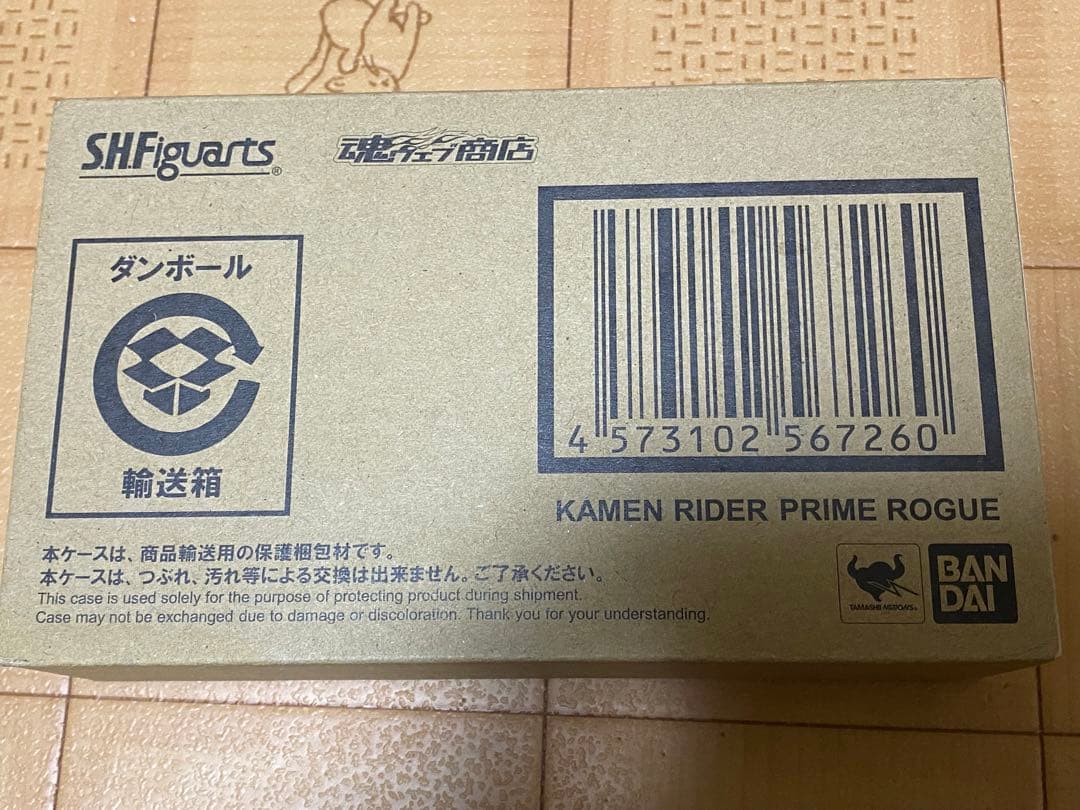 S.H.Figuarts®
魂ウェブ商店
ダンボール
輸送箱
4 573102 567260
KAMEN RIDER PRIME ROGUE
本ケースは、商品輸送用の保護梱包材です。
本ケースは、つぶれ、汚れ等による交換は出来ません。ご了承ください。
This case is used solely for the purpose of protecting product during shipment.
Case may not be exchanged due to damage or discoloration. Thank you for your understanding.
TAMASHII NATIONS®
BAN
DAI